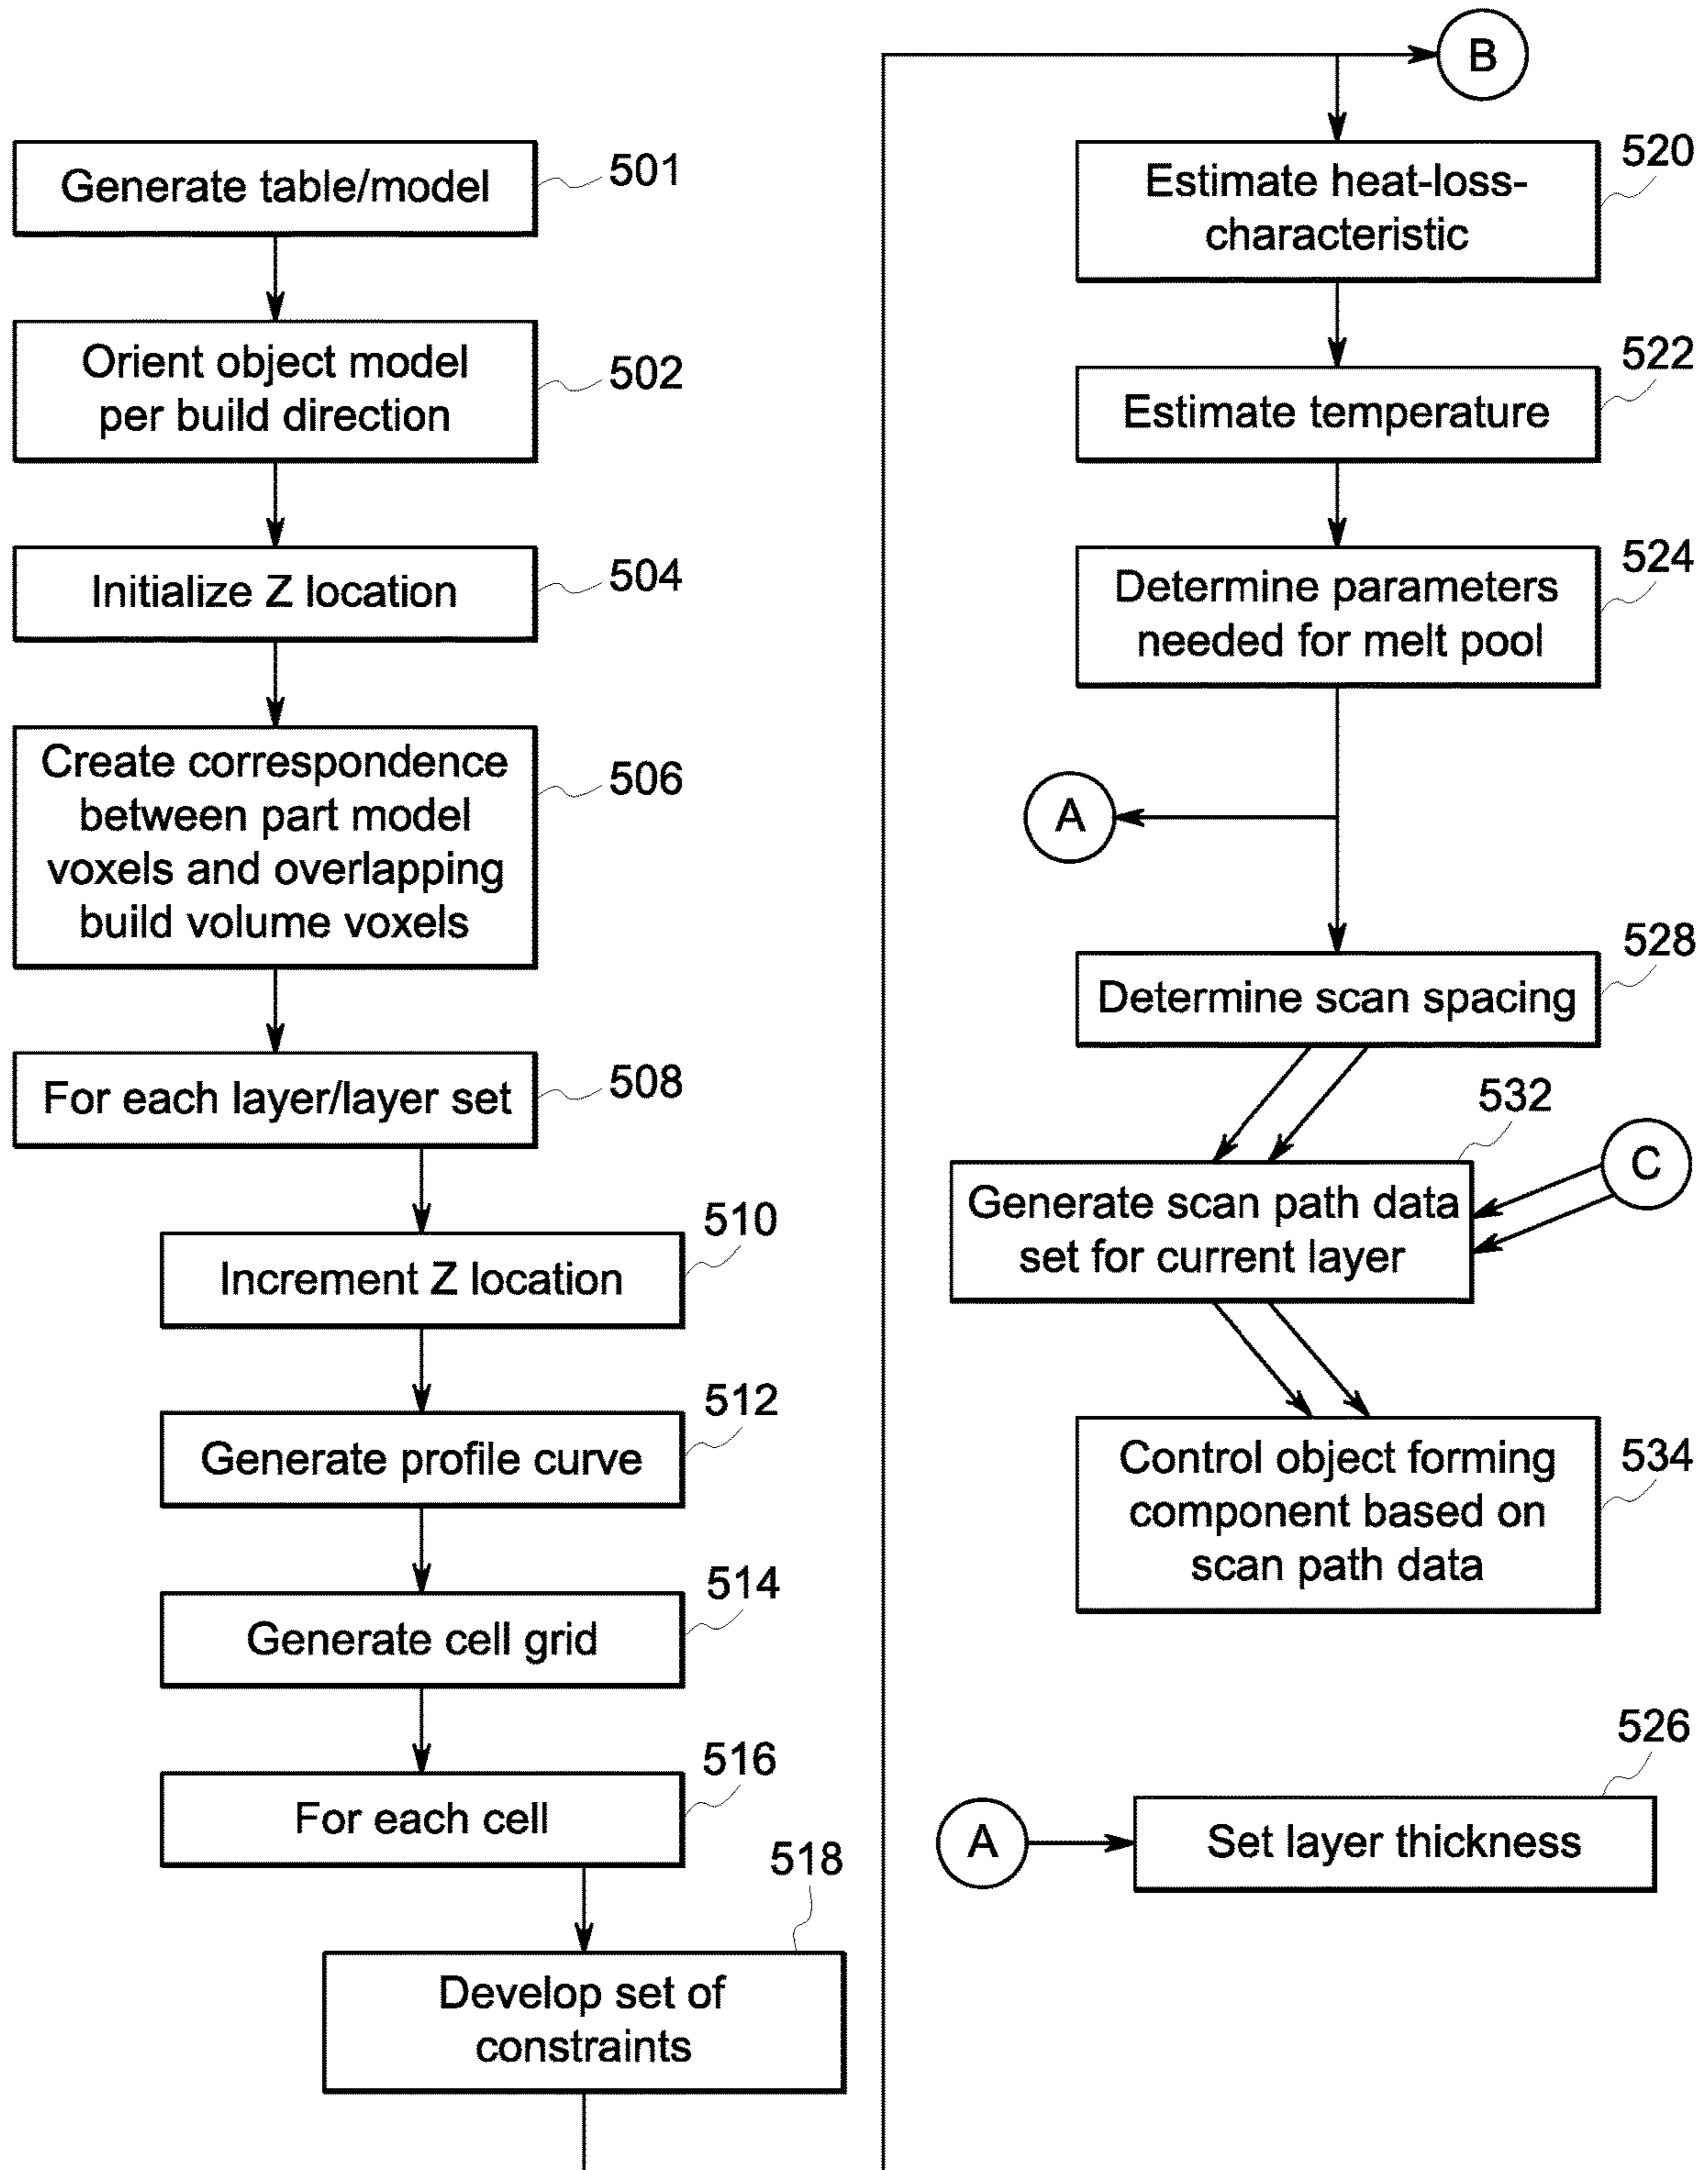 Generate table/model
501
Orient object model
per build direction
502
Initialize Z location
504
Create correspondence
between part model
voxels and overlapping
build volume voxels
506
For each layer/layer set
508
Increment Z location
510
Generate profile curve
512
Generate cell grid
514
For each cell
516
Develop set of
constraints
518
B
Estimate heat-loss-
characteristic
520
Estimate temperature
522
Determine parameters
needed for melt pool
524
A
Determine scan spacing
528
Generate scan path data
set for current layer
532
C
Control object forming
component based on
scan path data
534
A
Set layer thickness
526